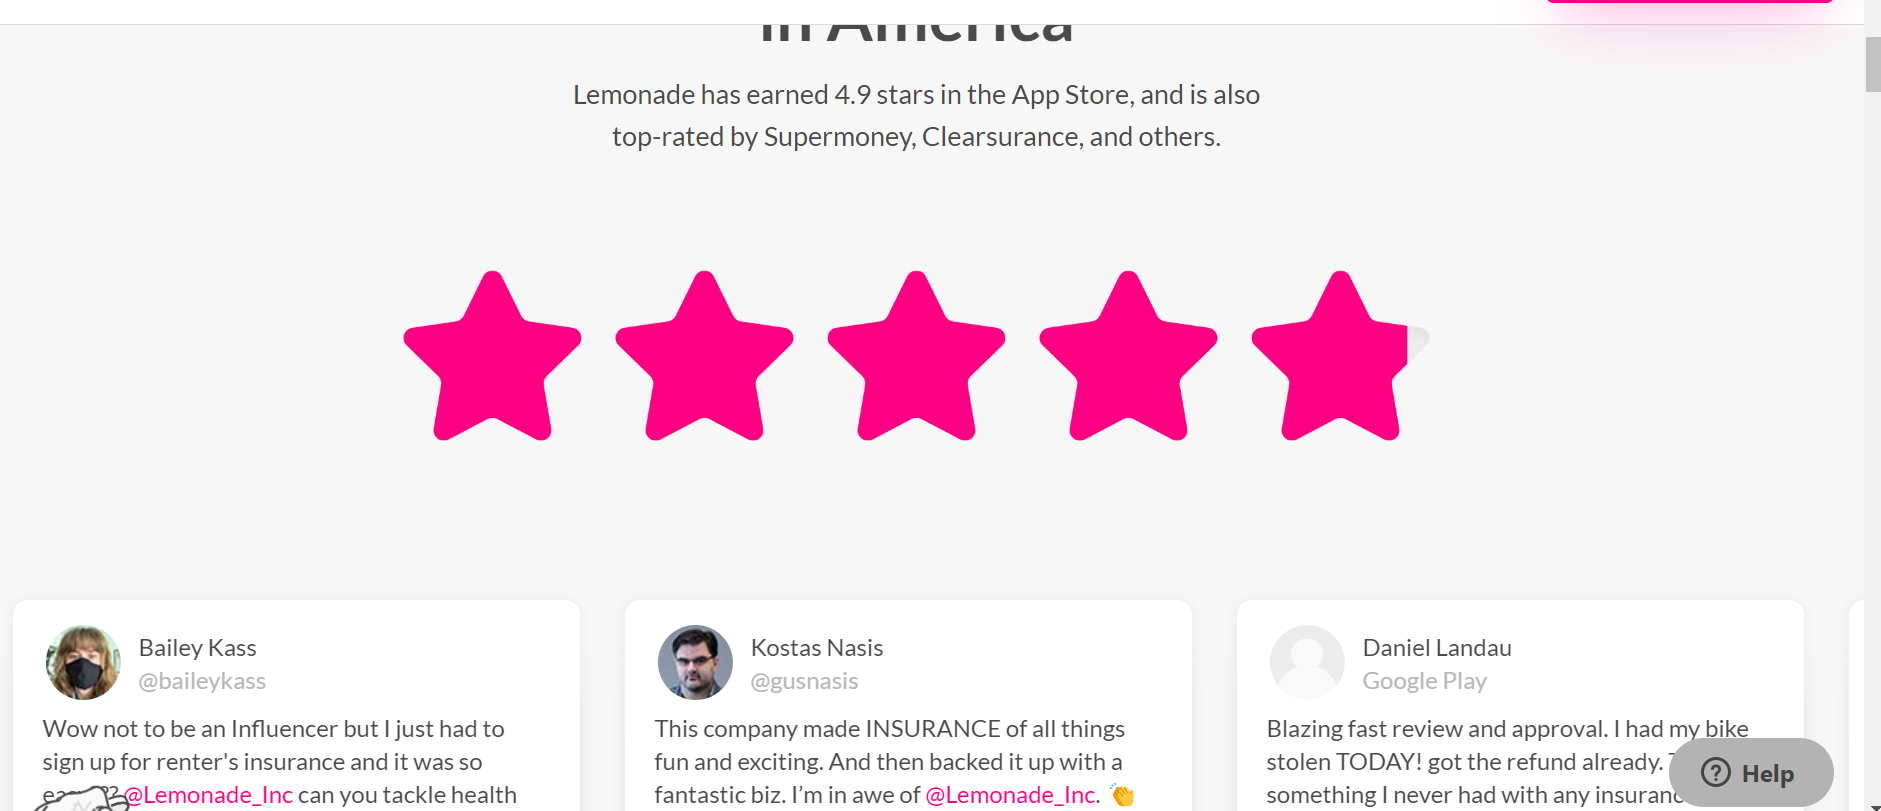 in America
Lemonade has earned 4.9 stars in the App Store, and is also
top-rated by Supermoney, Clearsurance, and others.
Bailey Kass
@baileykass
Wow not to be an Influencer but I just had to
sign up for renter's insurance and it was so
@Lemonade_Inc can you tackle health
Kostas Nasis
@gusnasis
This company made INSURANCE of all things
fun and exciting. And then backed it up with a
fantastic biz. I'm in awe of @Lemonade_Inc. 👏
Daniel Landau
Google Play
Blazing fast review and approval. I had my bike
stolen TODAY! got the refund already.
something I never had with any
Help